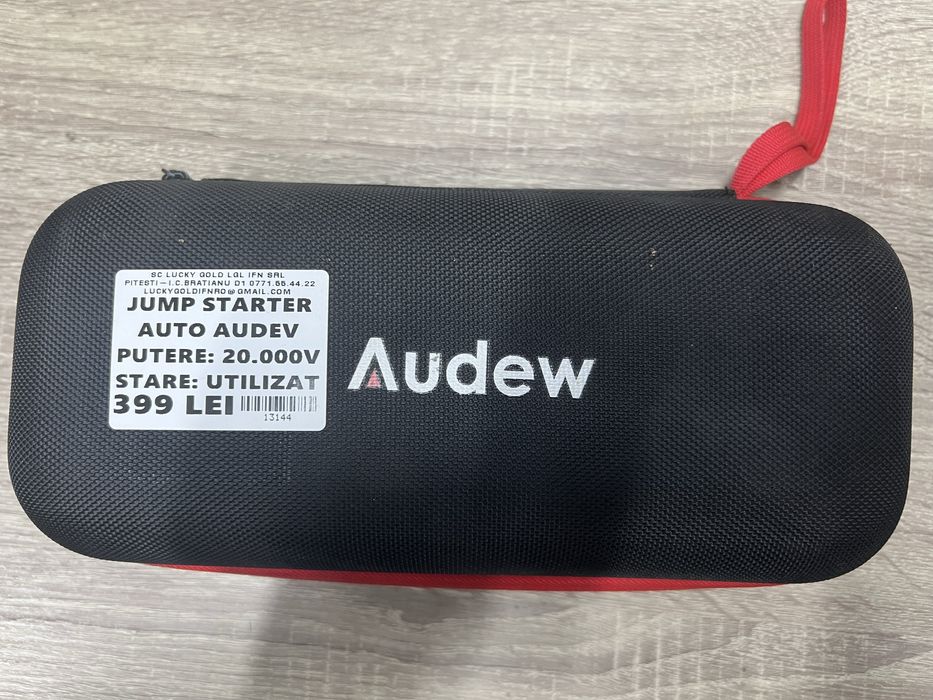 SC LUCKY GOLD LGL IFN SRL
PITESTI-I.C.BRATIANU D1 0771.55.44.22
LUCKYGOLDIFNRO@GMAIL.COM
JUMP STARTER
AUTO AUDEV
PUTERE: 20.000V
STARE: UTILIZAT
399 LEI
13144
Audew